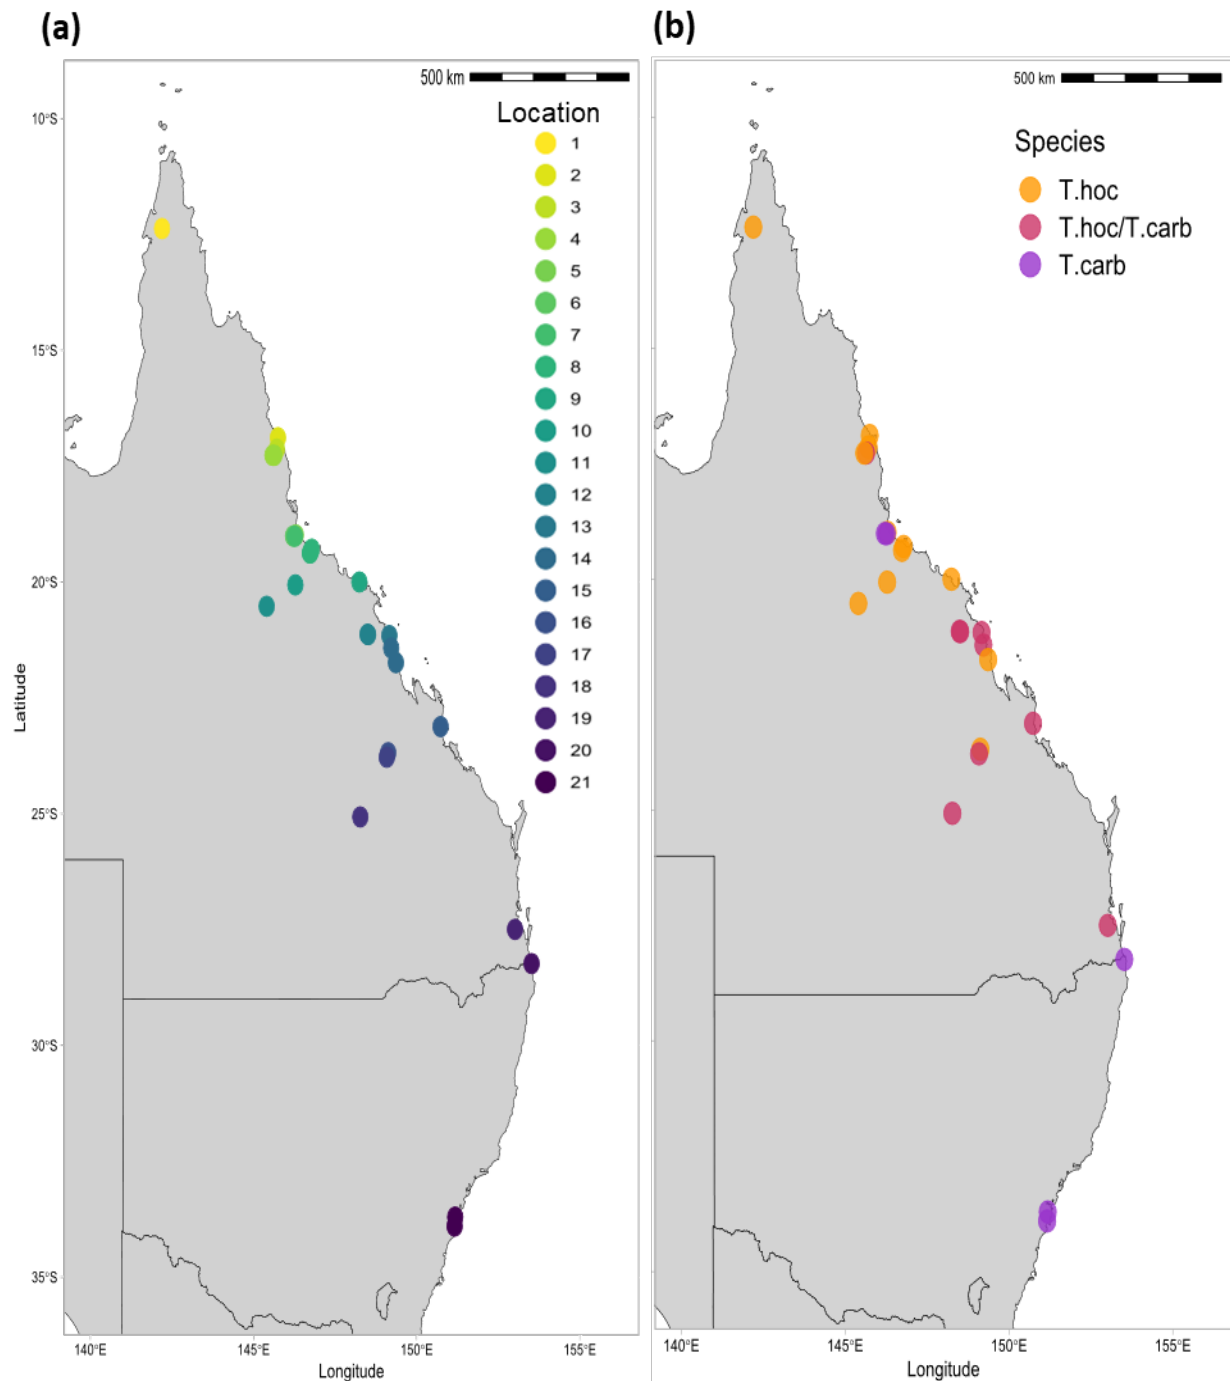 (a)
500 km
Location
1
2
3
4
5
6
7
8
9
10
11
12
13
14
15
16
17
18
19
20
21
10°S
15°S
20°S
25°S
30°S
35°S
Latitude
140°E
145°E
150°E
155°E
Longitude
(b)
500 km
Species
T.hoc
T.hoc/T.carb
T.carb
140°E
145°E
150°E
155°E
Longitude